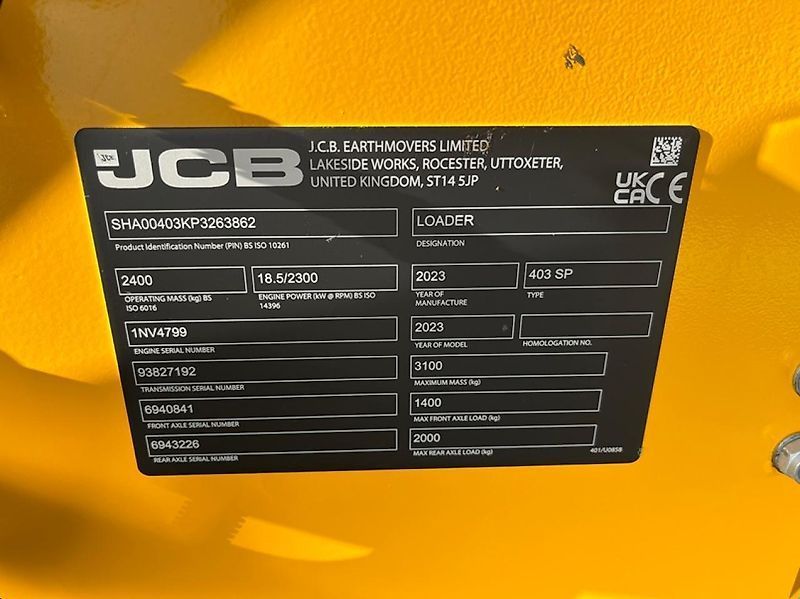 JCB JCB
J.C.B. EARTHMOVERS LIMITED
LAKESIDE WORKS, ROCESTER, UTTOXETER,
UNITED KINGDOM, ST14 5JP
UK
CA CE
SHA00403KP3263862
Product Identification Number (PIN) BS ISO 10261
LOADER
DESIGNATION
2400
OPERATING MASS (kg) BS
ISO 6016
18.5/2300
ENGINE POWER (kW @ RPM) BS ISO
14396
2023
YEAR OF
MANUFACTURE
403 SP
TYPE
1NV4799
ENGINE SERIAL NUMBER
2023
YEAR OF MODEL
HOMOLOGATION NO.
93827192
TRANSMISSION SERIAL NUMBER
3100
MAXIMUM MASS (kg)
6940841
FRONT AXLE SERIAL NUMBER
1400
MAX FRONT AXLE LOAD (kg)
6943226
REAR AXLE SERIAL NUMBER
2000
MAX REAR AXLE LOAD (kg)
401/U0858